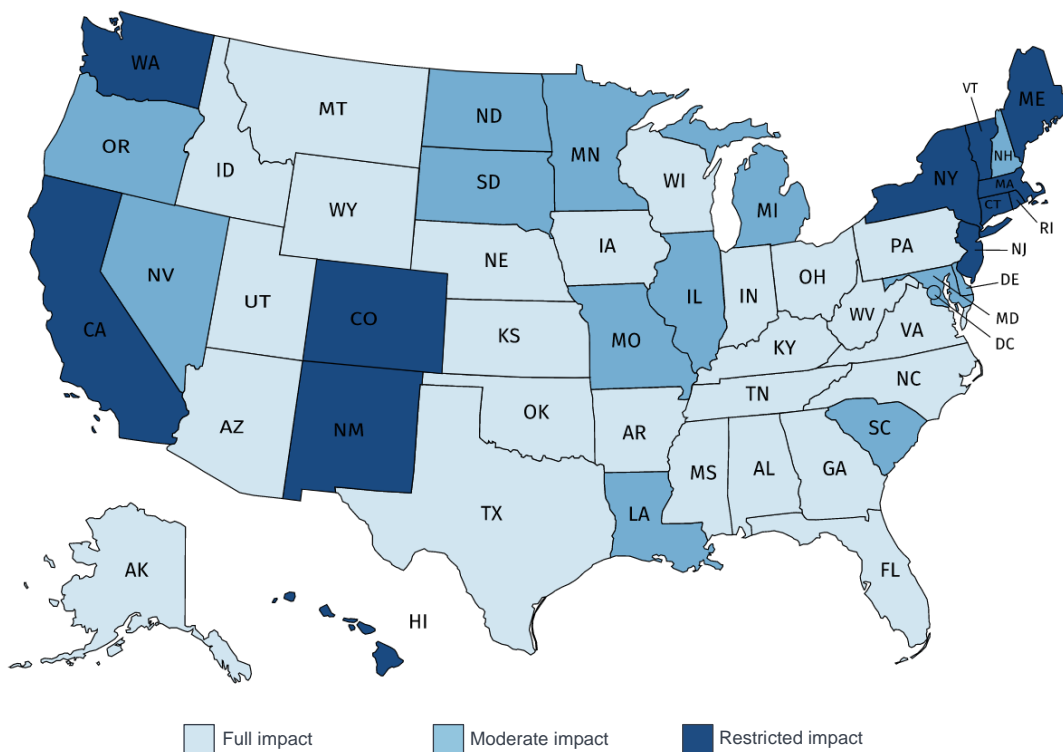 WA
VT
ME
MT
ND
OR
MN
NH
ID
SD
WI
NY
MA
WY
MI
CT
RI
IA
PA
NJ
NE
NV
OH
DE
UT
IL
IN
CO
WV
MD
CA
KS
MO
VA
DC
KY
NC
TN
OK
AZ
NM
AR
SC
MS
AL
GA
TX
LA
AK
FL
HI
Full impact
Moderate impact
Restricted impact